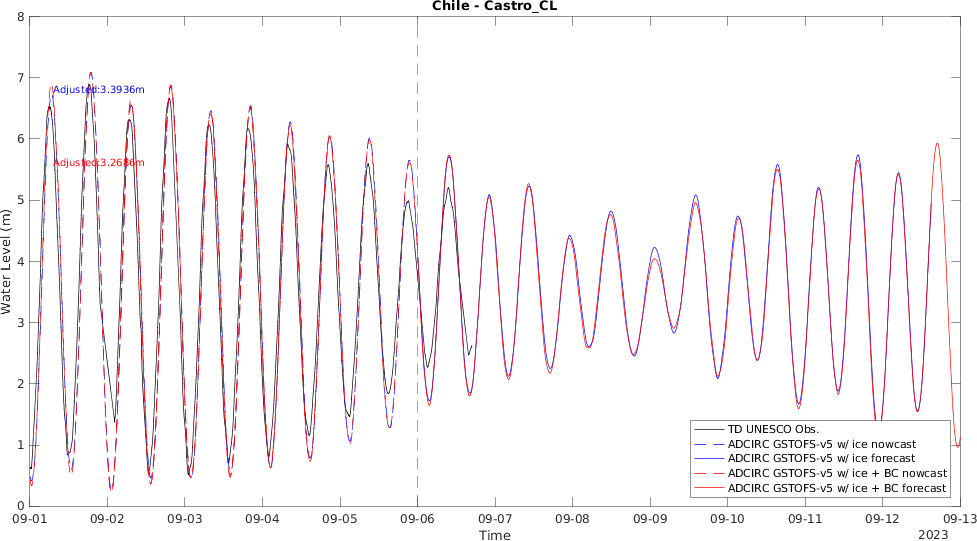 Chile - Castro_CL
8
7
6
5
4
3
2
1
0
Water Level (m)
Adjusted:3.3936m
Adjusted:3.2686m
TD UNESCO Obs.
ADCIRC GSTOFS-v5 w/ ice nowcast
ADCIRC GSTOFS-v5 w/ ice forecast
ADCIRC GSTOFS-v5 w/ ice + BC nowcast
ADCIRC GSTOFS-v5 w/ ice + BC forecast
09-01 09-02 09-03 09-04 09-05 09-06 09-07 09-08 09-09 09-10 09-11 09-12 09-13
Time
2023